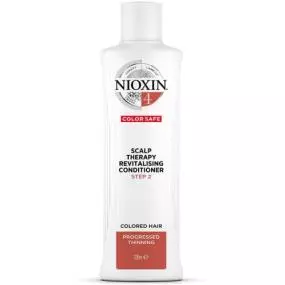 NIOXIN
4
COLOR SAFE
SCALP
THERAPY
REVITALISING
CONDITIONER
STEP 2
COLORED HAIR
PROGRESSED
THINNING